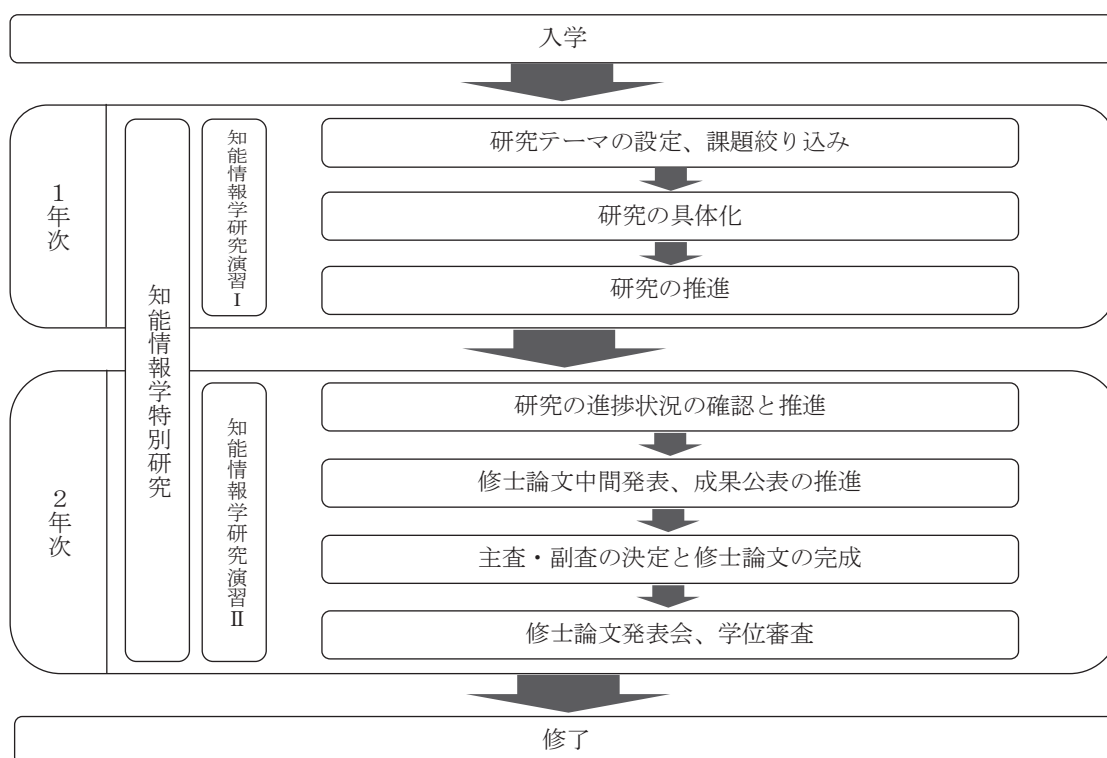 入学
1年次
知能情報学特別研究
知能情報学研究演習Ⅰ
研究テーマの設定、課題絞り込み
研究の具体化
研究の推進
2年次
知能情報学研究演習Ⅱ
研究の進捗状況の確認と推進
修士論文中間発表、成果公表の推進
主査・副査の決定と修士論文の完成
修士論文発表会、学位審査
修了